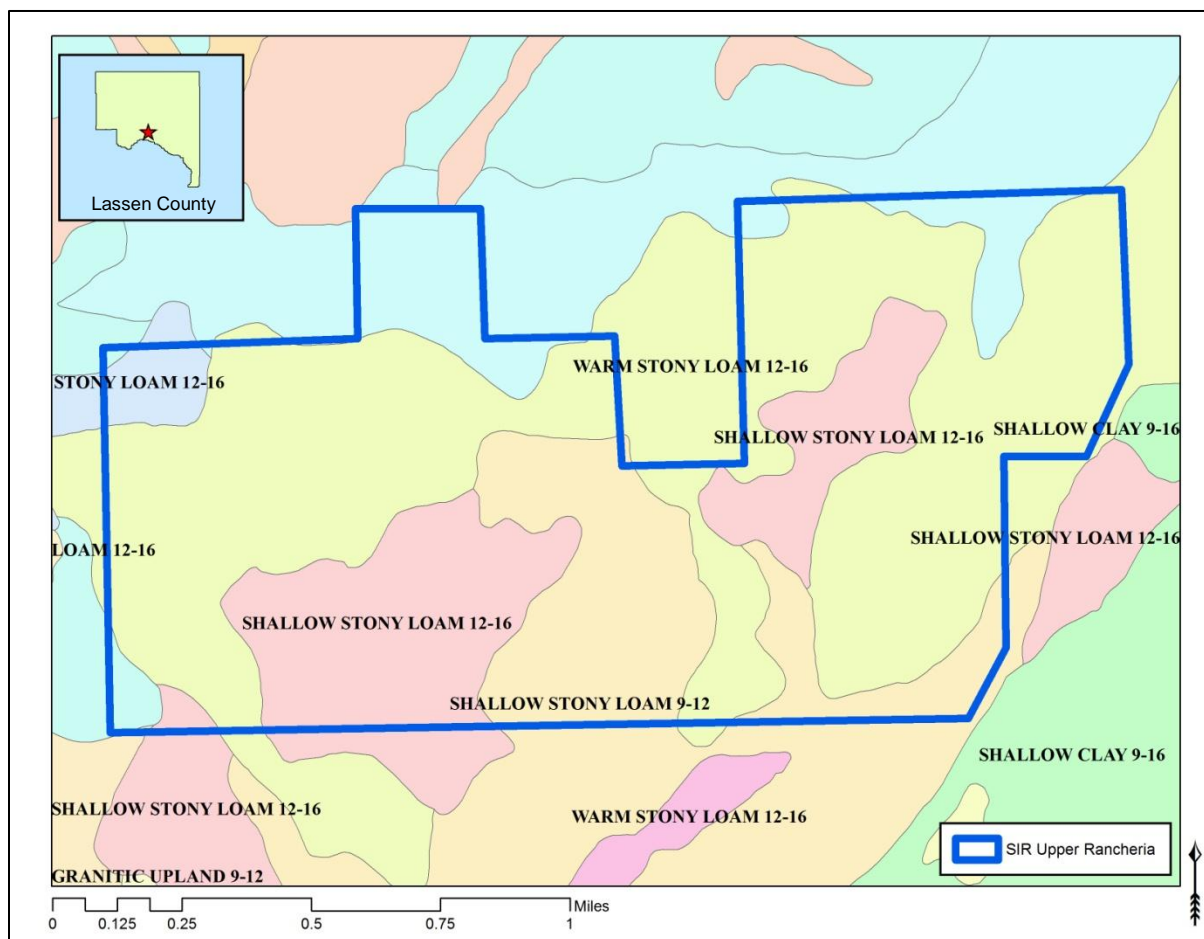 Lassen County
STONY LOAM 12-16
WARM STONY LOAM 12-16
SHALLOW STONY LOAM 12-16
SHALLOW CLAY 9-16
LOAM 12-16
SHALLOW STONY LOAM 12-16
SHALLOW STONY LOAM 12-16
SHALLOW STONY LOAM 9-12
SHALLOW CLAY 9-16
SHALLOW STONY LOAM 12-16
WARM STONY LOAM 12-16
SIR Upper Rancheria
GRANITIC UPLAND 9-12
Miles
0 0.125 0.25 0.5 0.75 1